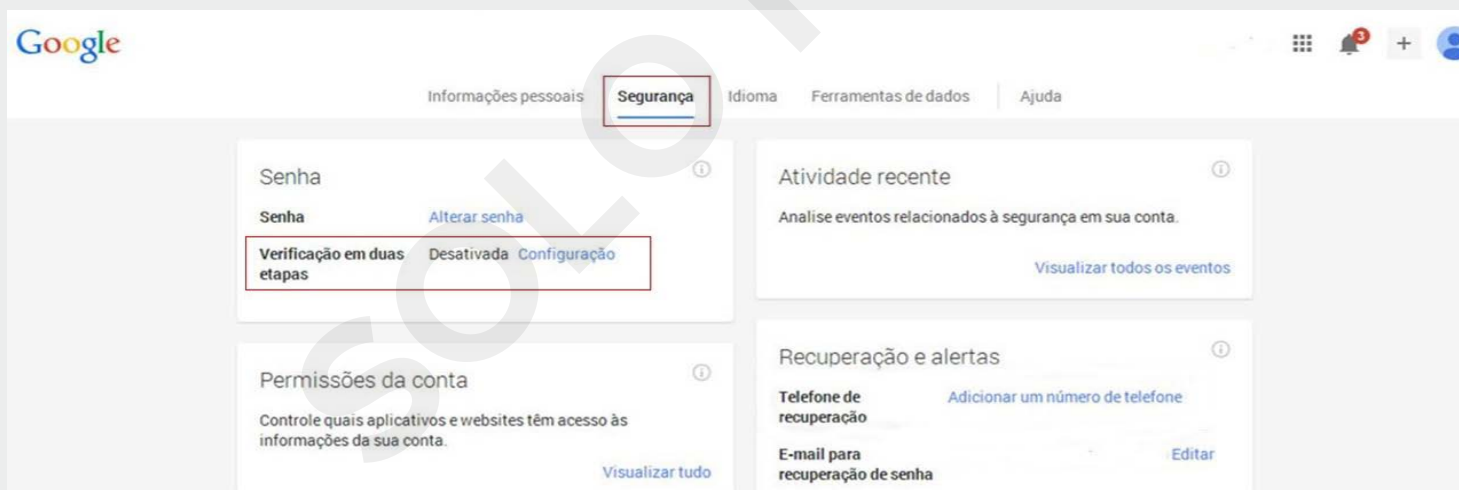 Google
3
+
Informações pessoais Segurança Idioma Ferramentas de dados Ajuda
Senha
Senha Alterar senha
Verificação em duas etapas Desativada Configuração
Permissões da conta
Controle quais aplicativos e websites têm acesso às
informações da sua conta.
Visualizar tudo
Atividade recente
Analise eventos relacionados à segurança em sua conta.
Visualizar todos os eventos
Recuperação e alertas
Telefone de recuperação Adicionar um número de telefone
E-mail para recuperação de senha Editar
SOLO